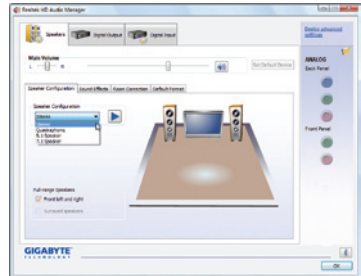 Realtek HD Audio Manager
Speakers
Digital Output
Digital Input
Device advanced
settings
Main Volume
L
R
Set Default Device
ANALOG
Back Panel
Speaker Configuration
Sound Effects
Room Correction
Default Format
Speaker Configuration
Stereo
Stereo
Quadraphonic
5.1 Speaker
7.1 Speaker
Front Panel
Full-range Speakers
Front left and right
Surround speakers
GIGABYTE
TECHNOLOGY
OK